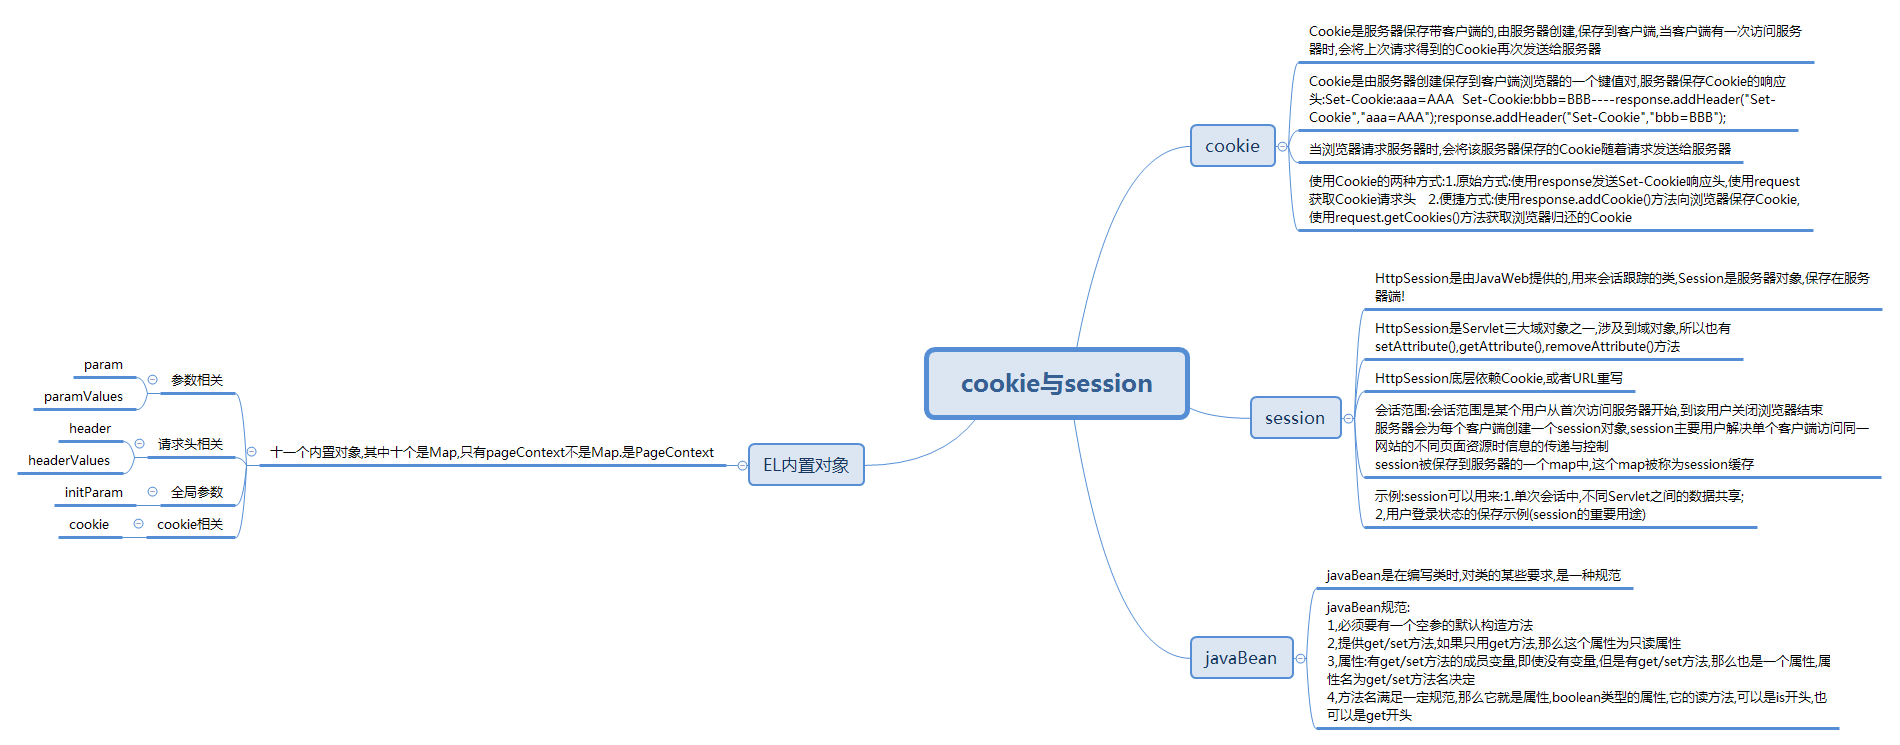 cookie与session
cookie
Cookie是服务器保存带客户端的,由服务器创建,保存到客户端,当客户端有一次访问服务
器时,会将上次请求得到的Cookie再次发送给服务器
Cookie是由服务器创建保存到客户端浏览器的一个键值对,服务器保存Cookie的响应
头:Set-Cookie:aaa=AAA  Set-Cookie:bbb=BBB----response.addHeader("Set-
Cookie","aaa=AAA");response.addHeader("Set-Cookie","bbb=BBB");
当浏览器请求服务器时,会将该服务器保存的Cookie随着请求发送给服务器
使用Cookie的两种方式:1.原始方式:使用response发送Set-Cookie响应头,使用request
获取Cookie请求头   2.便捷方式:使用response.addCookie()方法向浏览器保存Cookie,
使用request.getCookies()方法获取浏览器归还的Cookie
session
HttpSession是由JavaWeb提供的,用来会话跟踪的类,Session是服务器对象,保存在服务
器端!
HttpSession是Servlet三大域对象之一,涉及到域对象,所以也有
setAttribute(),getAttribute(),removeAttribute()方法
HttpSession底层依赖Cookie,或者URL重写
会话范围:会话范围是某个用户从首次访问服务器开始,到该用户关闭浏览器结束
服务器会为每个客户端创建一个session对象,session主要用户解决单个客户端访问同一
网站的不同页面资源时信息的传递与控制
session被保存到服务器的一个map中,这个map被称为session缓存
示例:session可以用来:1.单次会话中,不同Servlet之间的数据共享;
2,用户登录状态的保存示例(session的重要用途)
javaBean
javaBean是在编写类时,对类的某些要求,是一种规范
javaBean规范:
1,必须要有一个空参的默认构造方法
2,提供get/set方法,如果只用get方法,那么这个属性为只读属性
3,属性:有get/set方法的成员变量,即使没有变量,但是有get/set方法,那么也是一个属性,属
性名为get/set方法名决定
4,方法名满足一定规范,那么它就是属性,boolean类型的属性,它的读方法,可以是is开头,也
可以是get开头
EL内置对象
十一个内置对象,其中十个是Map,只有pageContext不是Map.是PageContext
参数相关
param
paramValues
请求头相关
header
headerValues
全局参数
initParam
cookie相关
cookie